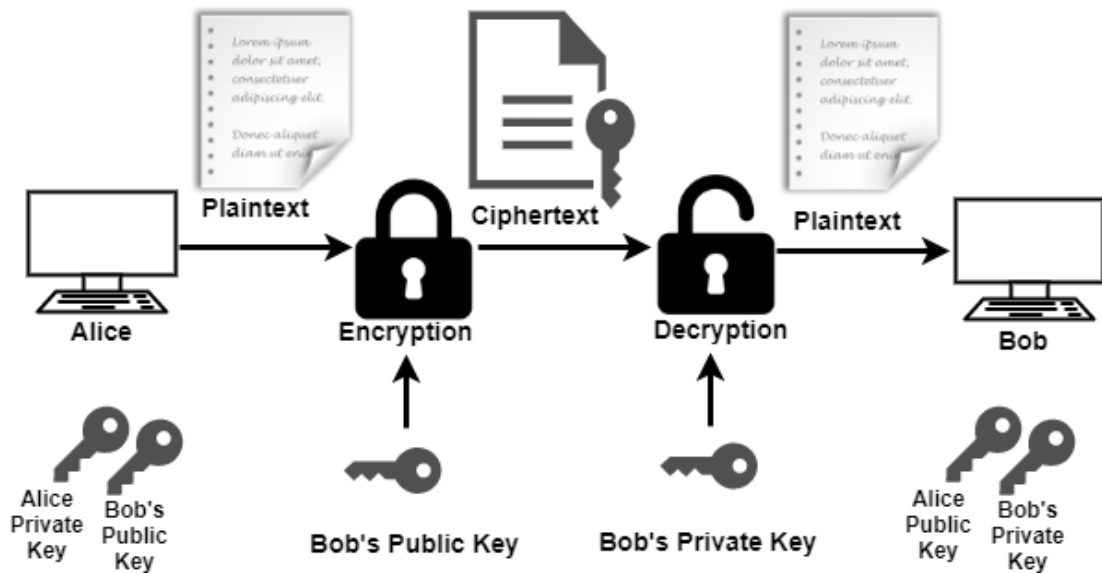 Lorem ipsum
dolor sit amet,
consectetuer
adipiscing elit.
Donec aliquet
diam ut
Plaintext
Ciphertext
Lorem ipsum
dolor sit amet,
consectetuer
adipiscing elit.
Donec aliquet
diam ut
Plaintext
Alice
Encryption
Decryption
Bob
Alice
Private
Key
Bob's
Public
Key
Bob's Public Key
Bob's Private Key
Alice
Public
Key
Bob's
Private
Key